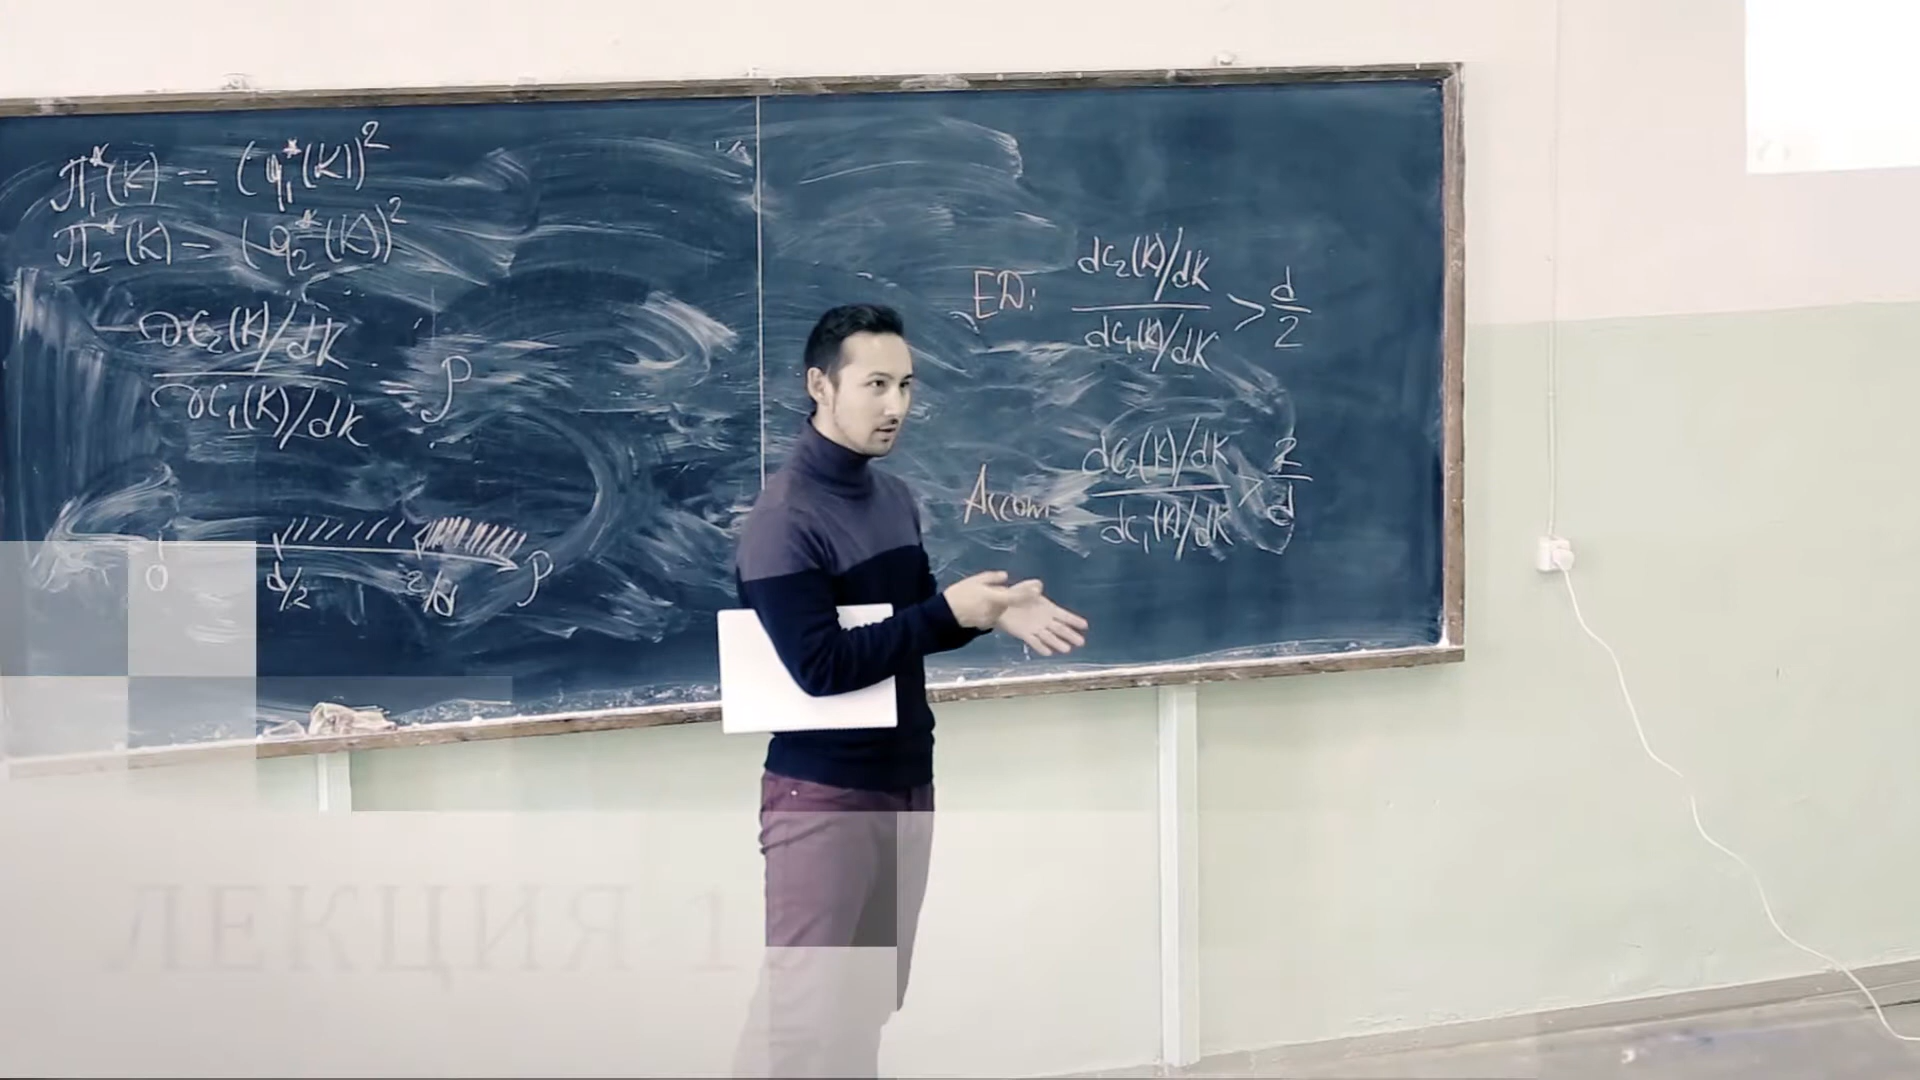 π₁*(K) = (q₁*(K))²
π₂*(K) = (q₂*(K))²
∂c₂(K)/dK
∂c₁(K)/dK
ρ
0 d/2 2/d ρ
ED: dc₂(K)/dK / dc₁(K)/dK > d/2
Accom dc₂(K)/dK / dc₁(K)/dK > 2/d
ЛЕКЦИЯ 1